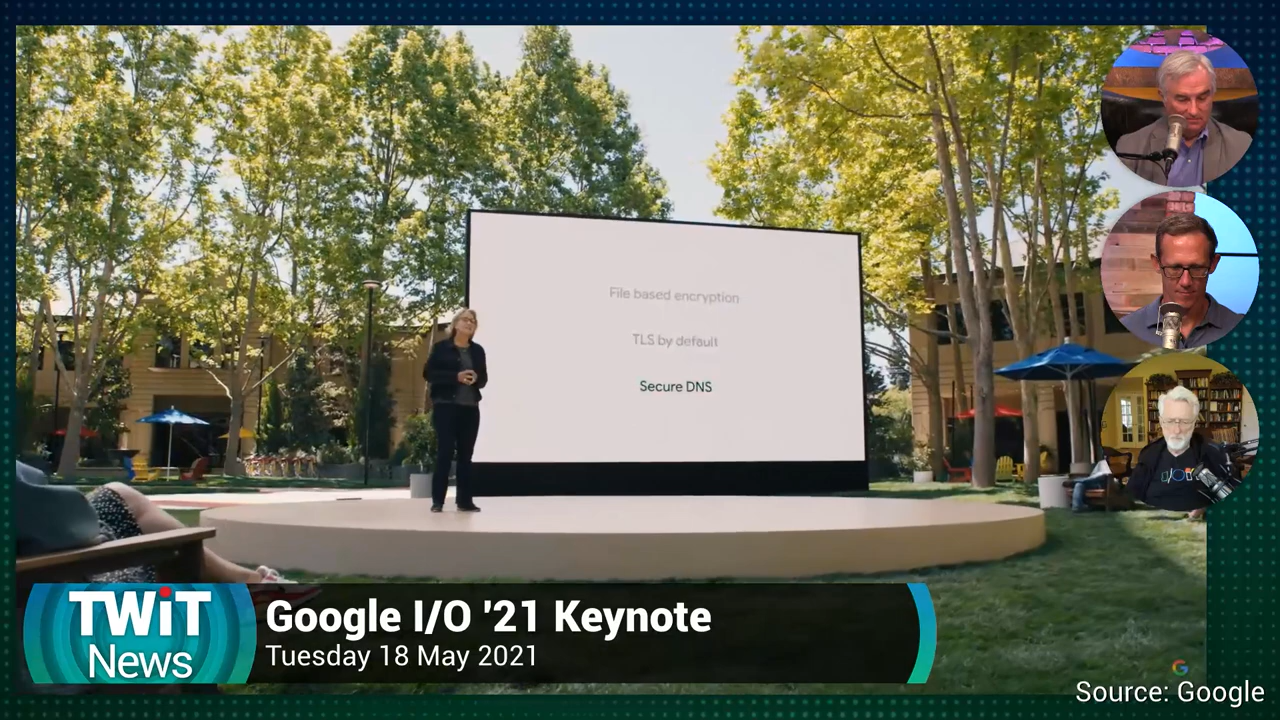 File based encryption
TLS by default
Secure DNS
I/O
TWiT
News
Google I/O '21 Keynote
Tuesday 18 May 2021
Source: Google